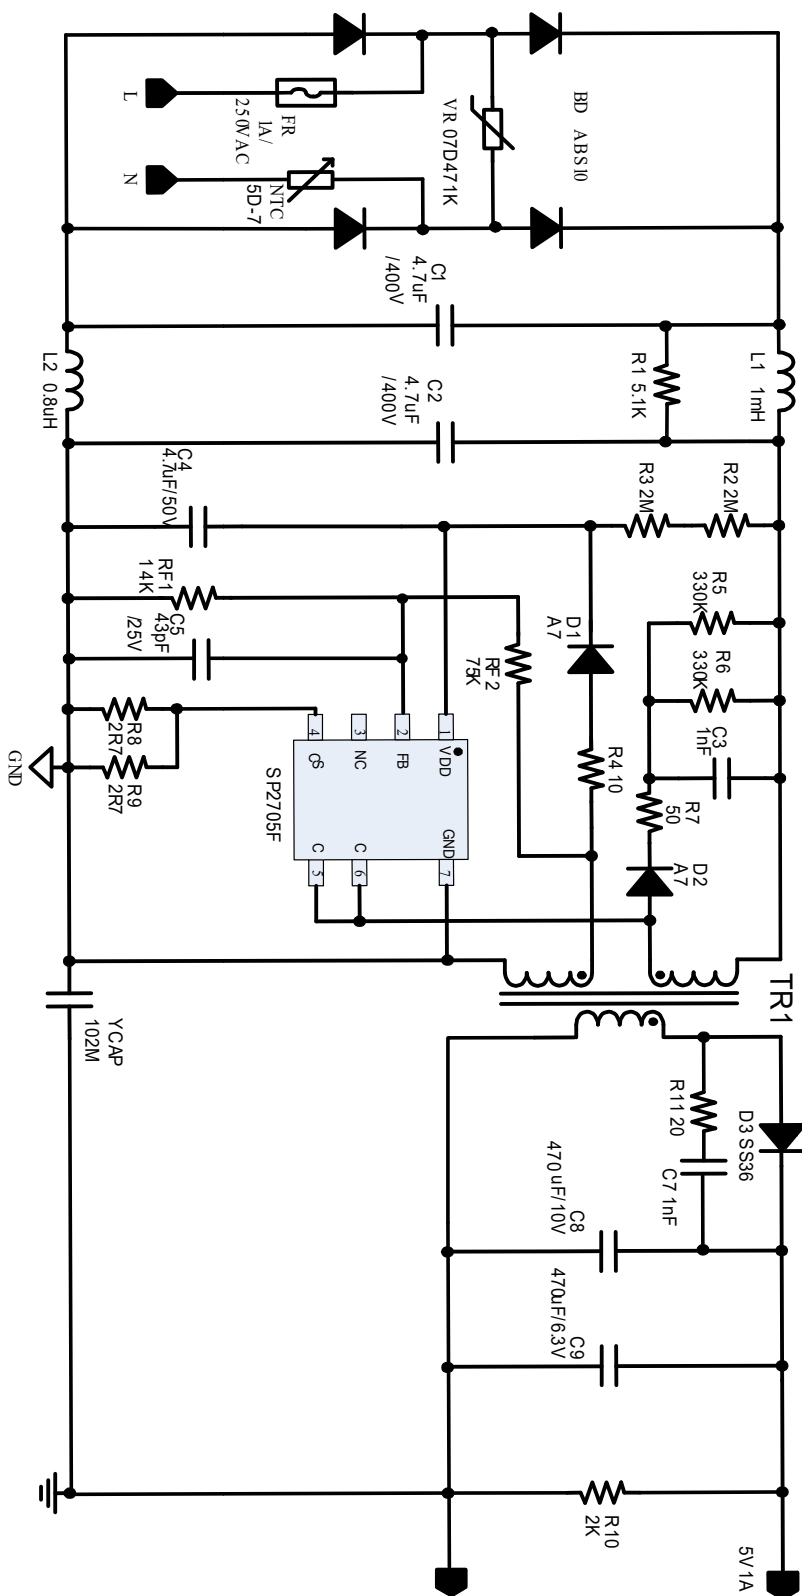 L
FR
1A/
250VAC
N
NTC
5D-7
VR 07D471K
BD ABS10
C1
4.7uF
/400V
R1 5.1K
L1 1mH
L2 0.8uH
C2
4.7uF
/400V
C4
4.7uF/50V
R3 2M
R2 2M
RF1
14K
C5
43pF
/25V
RF2
75K
D1
A7
R5
330K
R6
330K
C3
1nF
R4 10
R7
50
D2
A7
R8
2R7
R9
2R7
GND
4
3
2
1
CS
NC
FB
VDD
SP2705F
C
C
GND
5
6
7
TR1
YCAP
102M
R11 20
C7 1nF
D3 SS36
C8
470uF/10V
C9
470uF/6.3V
R10
2K
5V1A